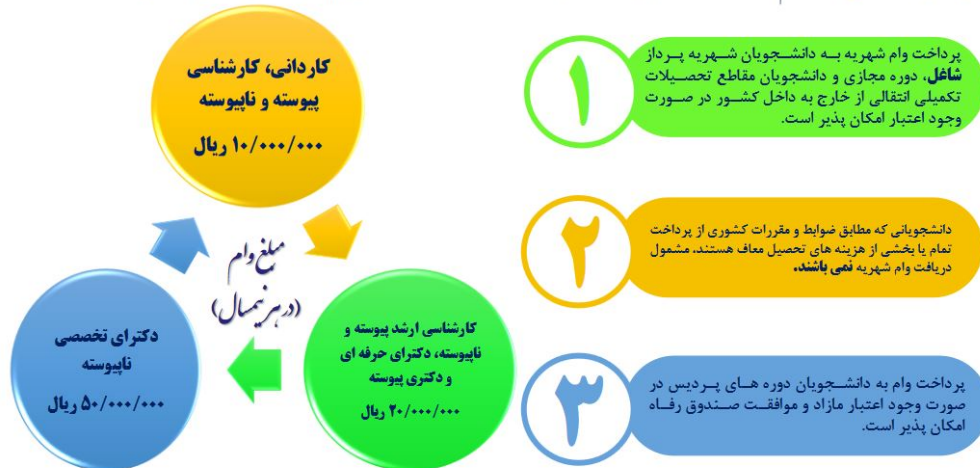 پرداخت وام شهریه به دانشجویان شهریه پرداز
شاغل، دوره مجازی و دانشجویان مقاطع تحصیلات
تکمیلی انتقالی از خارج به داخل کشور در صورت
وجود اعتبار امکان پذیر است.
۱
دانشجویانی که مطابق ضوابط و مقررات کشوری از پرداخت
تمام یا بخشی از هزینه های تحصیل معاف هستند، مشمول
دریافت وام شهریه نمی باشند.
۲
پرداخت وام به دانشجویان دوره های پردیس در
صورت وجود اعتبار مازاد و موافقت صندوق رفاه
امکان پذیر است.
۳
کاردانی، کارشناسی
پیوسته و ناپیوسته
۱۰/۰۰۰/۰۰۰ ریال
مبلغ وام
(در هر نیمسال)
کارشناسی ارشد پیوسته و
ناپیوسته، دکترای حرفه ای
و دکتری پیوسته
۲۰/۰۰۰/۰۰۰ ریال
دکترای تخصصی
ناپیوسته
۵۰/۰۰۰/۰۰۰ ریال